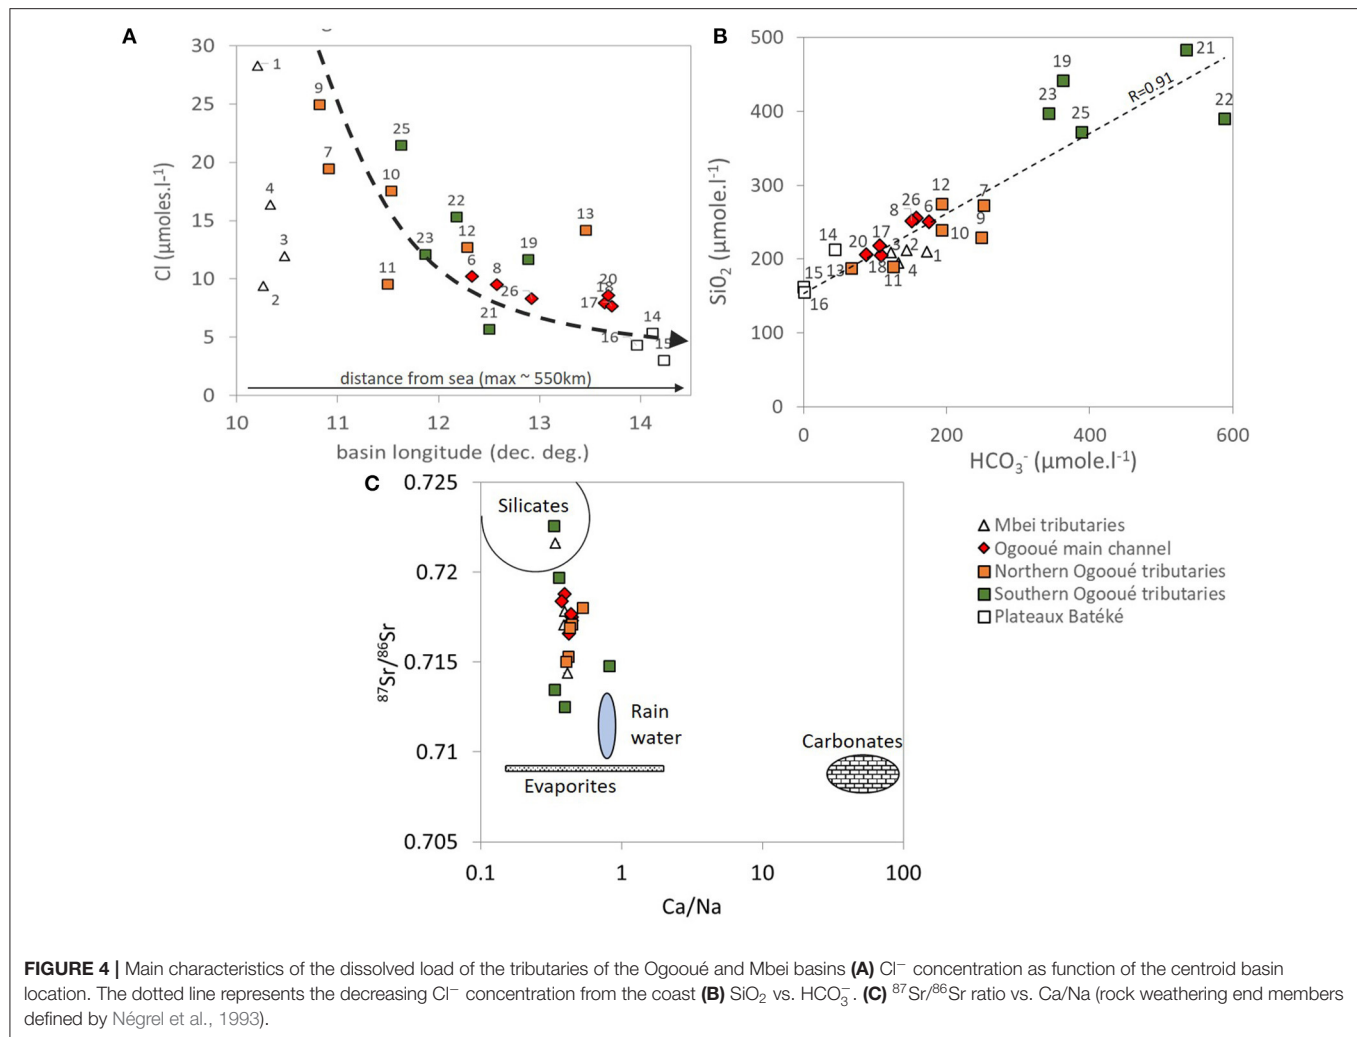 A
Cl (µmoles.l-1)
30
25
20
15
10
5
0
1
9
7
4
3
2
25
10
11
22
23
12
6
8
26
21
19
13
20
18
17
14
16
15
distance from sea (max ~ 550km)
10 11 12 13 14
basin longitude (dec. deg.)
B
SiO2 (µmole.l-1)
500
400
300
200
100
0
21
19
23
25
22
R=0.91
12
7
26
6
8
9
10
17
14
20
3
2
1
18
4
13
11
15
16
0 200 400 600
HCO3- (µmole.l-1)
C
87Sr/86Sr
0.725
0.72
0.715
0.71
0.705
Silicates
Rain
water
Carbonates
Evaporites
0.1 1 10 100
Ca/Na
Mbei tributaries
Ogooué main channel
Northern Ogooué tributaries
Southern Ogooué tributaries
Plateaux Batéké
FIGURE 4 | Main characteristics of the dissolved load of the tributaries of the Ogooué and Mbei basins (A) Cl− concentration as function of the centroid basin
location. The dotted line represents the decreasing Cl− concentration from the coast (B) SiO2 vs. HCO3−. (C) 87Sr/86Sr ratio vs. Ca/Na (rock weathering end members
defined by Négrel et al., 1993).